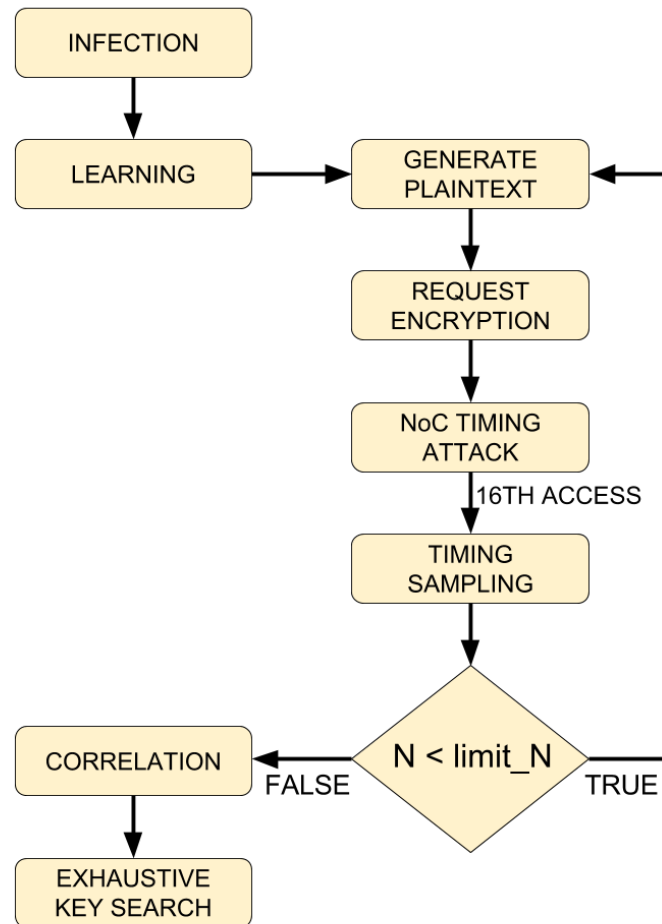 INFECTION
LEARNING
GENERATE
PLAINTEXT
REQUEST
ENCRYPTION
NoC TIMING
ATTACK
16TH ACCESS
TIMING
SAMPLING
N < limit_N
TRUE
FALSE
CORRELATION
EXHAUSTIVE
KEY SEARCH